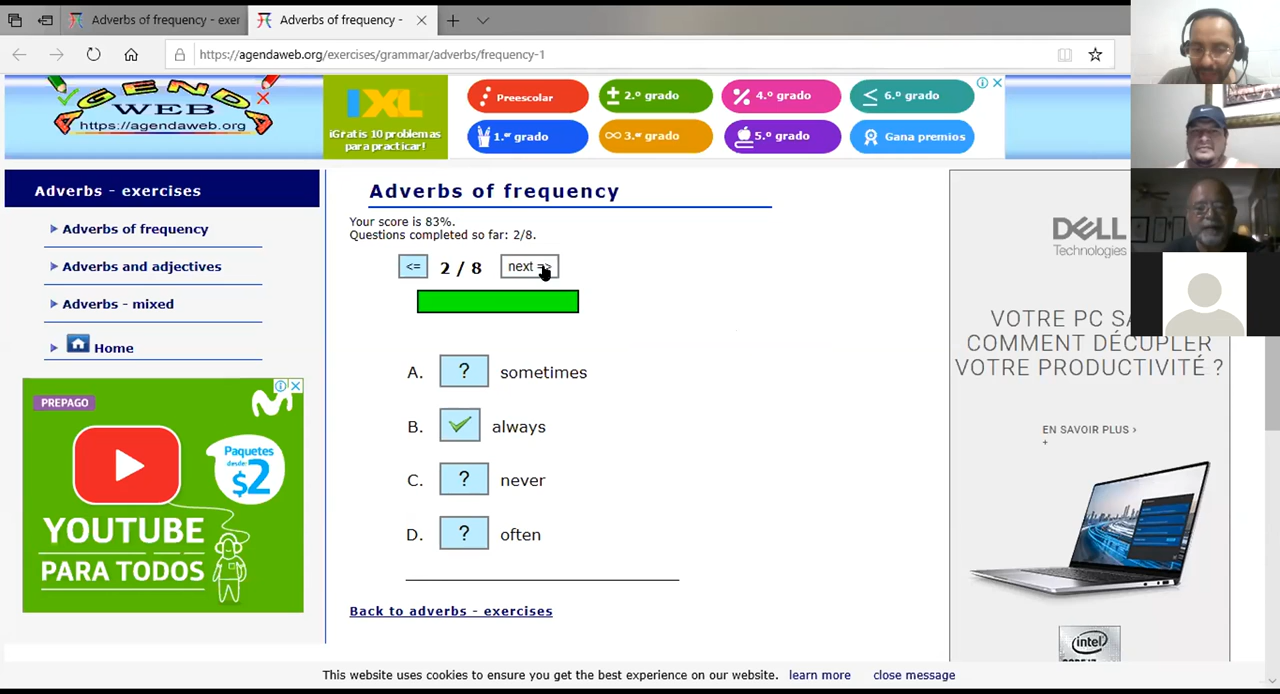 Adverbs of frequency - exer
Adverbs of frequency -
https://agendaweb.org/exercises/grammar/adverbs/frequency-1
AGENDA
WEB
https://agendaweb.org
IXL
¡Gratis 10 problemas
para practicar!
Preescolar
2.º grado
4.º grado
6.º grado
1.er grado
3.er grado
5.º grado
Gana premios
Adverbs - exercises
Adverbs of frequency
Adverbs and adjectives
Adverbs - mixed
Home
PREPAGO
Paquetes
desde:
$2
YOUTUBE
PARA TODOS
Adverbs of frequency
Your score is 83%.
Questions completed so far: 2/8.
<= 2 / 8 next =>
A. ? sometimes
B. always
C. ? never
D. ? often
Back to adverbs - exercises
DELL
Technologies
VOTRE PC SA
COMMENT DÉCUPLER
VOTRE PRODUCTIVITÉ ?
EN SAVOIR PLUS >
+
intel
This website uses cookies to ensure you get the best experience on our website. learn more close message